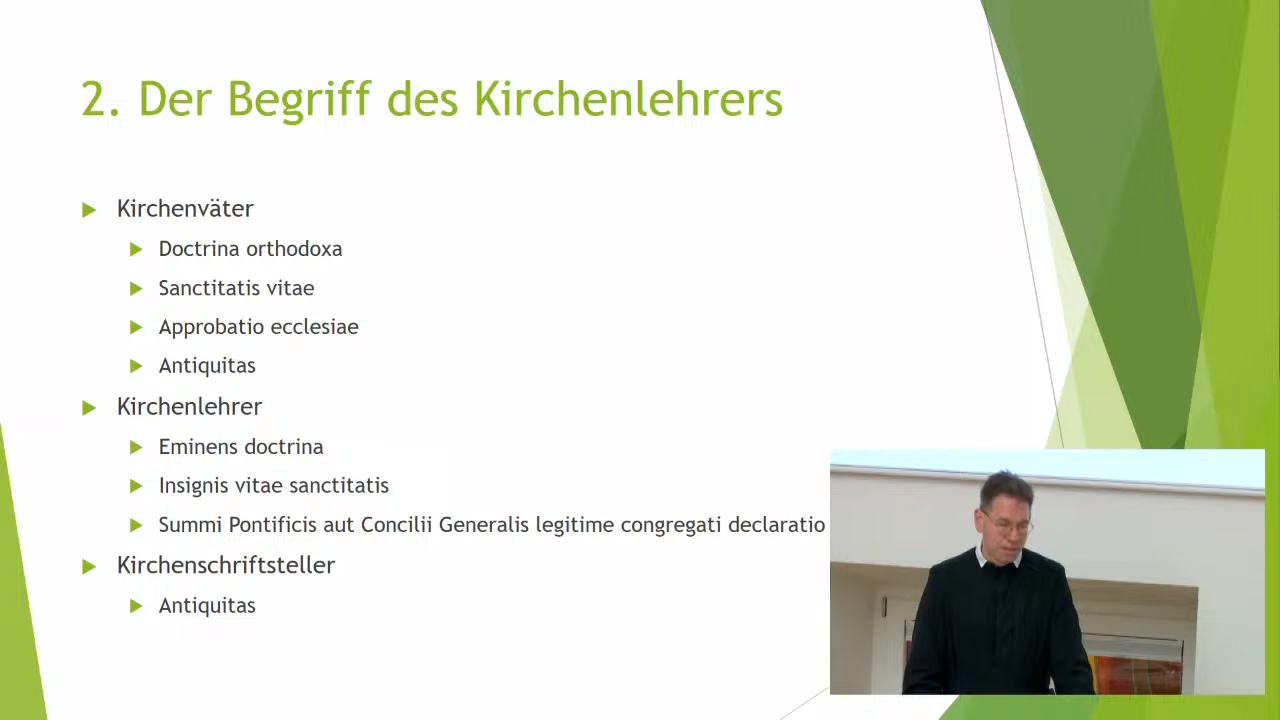 2. Der Begriff des Kirchenlehrers
Kirchenväter
Doctrina orthodoxa
Sanctitatis vitae
Approbatio ecclesiae
Antiquitas
Kirchenlehrer
Eminens doctrina
Insignis vitae sanctitatis
Summi Pontificis aut Concilii Generalis legitime congregati declaratio
Kirchenschriftsteller
Antiquitas